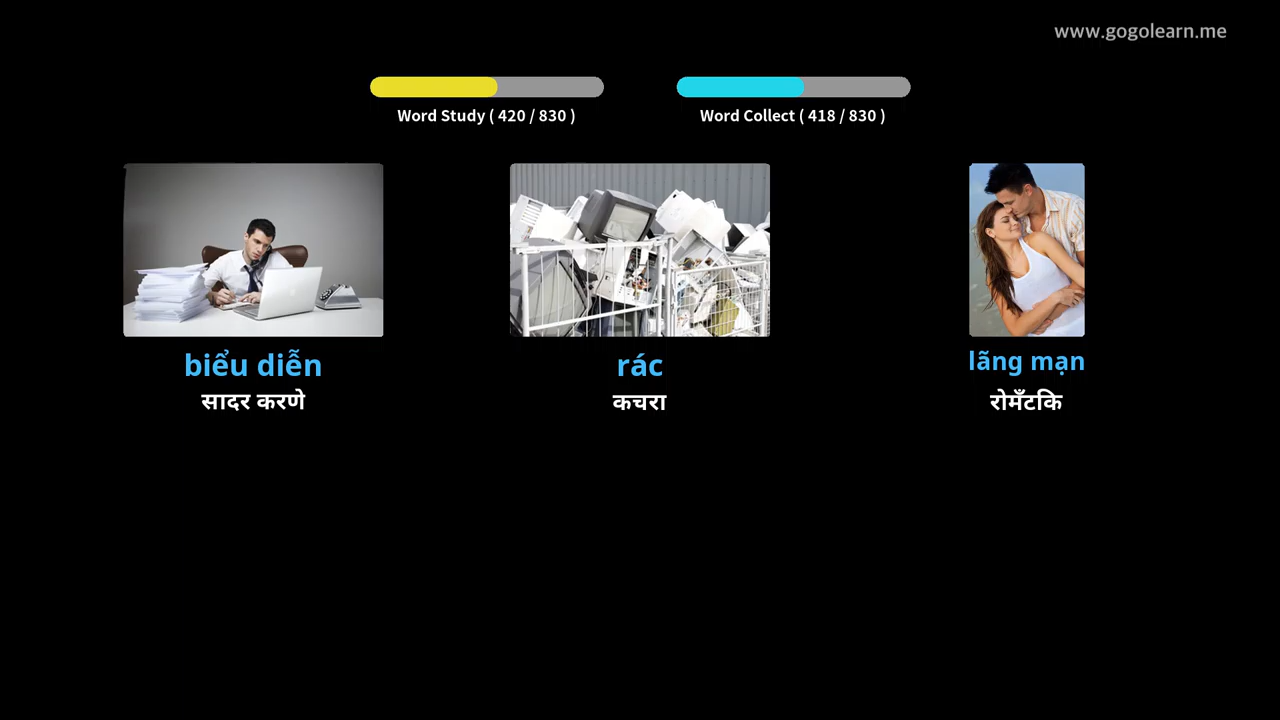 www.gogolearn.me
Word Study ( 420 / 830 )
Word Collect ( 418 / 830 )
biểu diễn
rác
lãng mạn
सादर करणे
कचरा
रोमँटकि